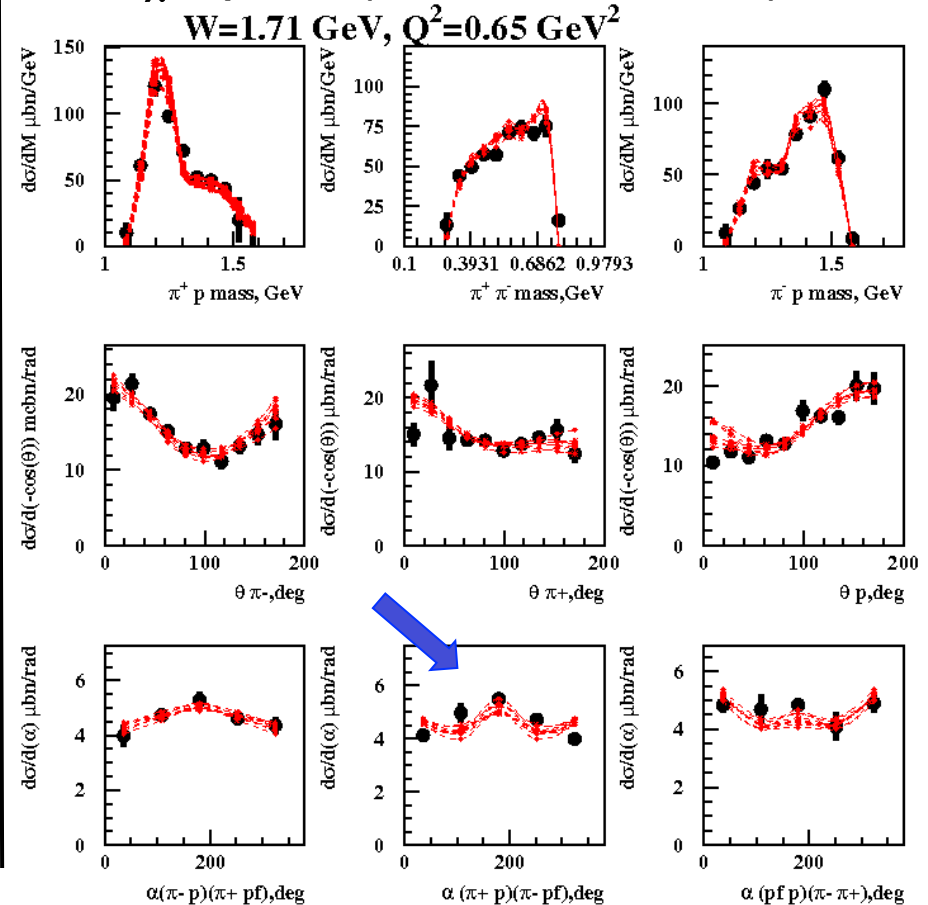 W=1.71 GeV, Q²=0.65 GeV²
dσ/dM μbn/GeV
150
100
50
0
1
1.5
π⁺ p mass, GeV
dσ/dM μbn/GeV
100
75
50
25
0
0.1
0.3931
0.6862
0.9793
π⁺ π⁻ mass,GeV
dσ/dM μbn/GeV
100
50
0
1
1.5
π⁻ p mass, GeV
dσ/d(-cos(θ)) mcbn/rad
20
10
0
0
100
200
θ π-,deg
dσ/d(-cos(θ)) μbn/rad
20
10
0
0
100
200
θ π+,deg
dσ/d(-cos(θ)) μbn/rad
20
10
0
0
100
200
θ p,deg
dσ/d(α) μbn/rad
6
4
2
0
0
200
α(π- p)(π+ pf),deg
dσ/d(α) μbn/rad
6
4
2
0
0
200
α (π+ p)(π- pf),deg
dσ/d(α) μbn/rad
6
4
2
0
0
200
α (pf p)(π- π+),deg